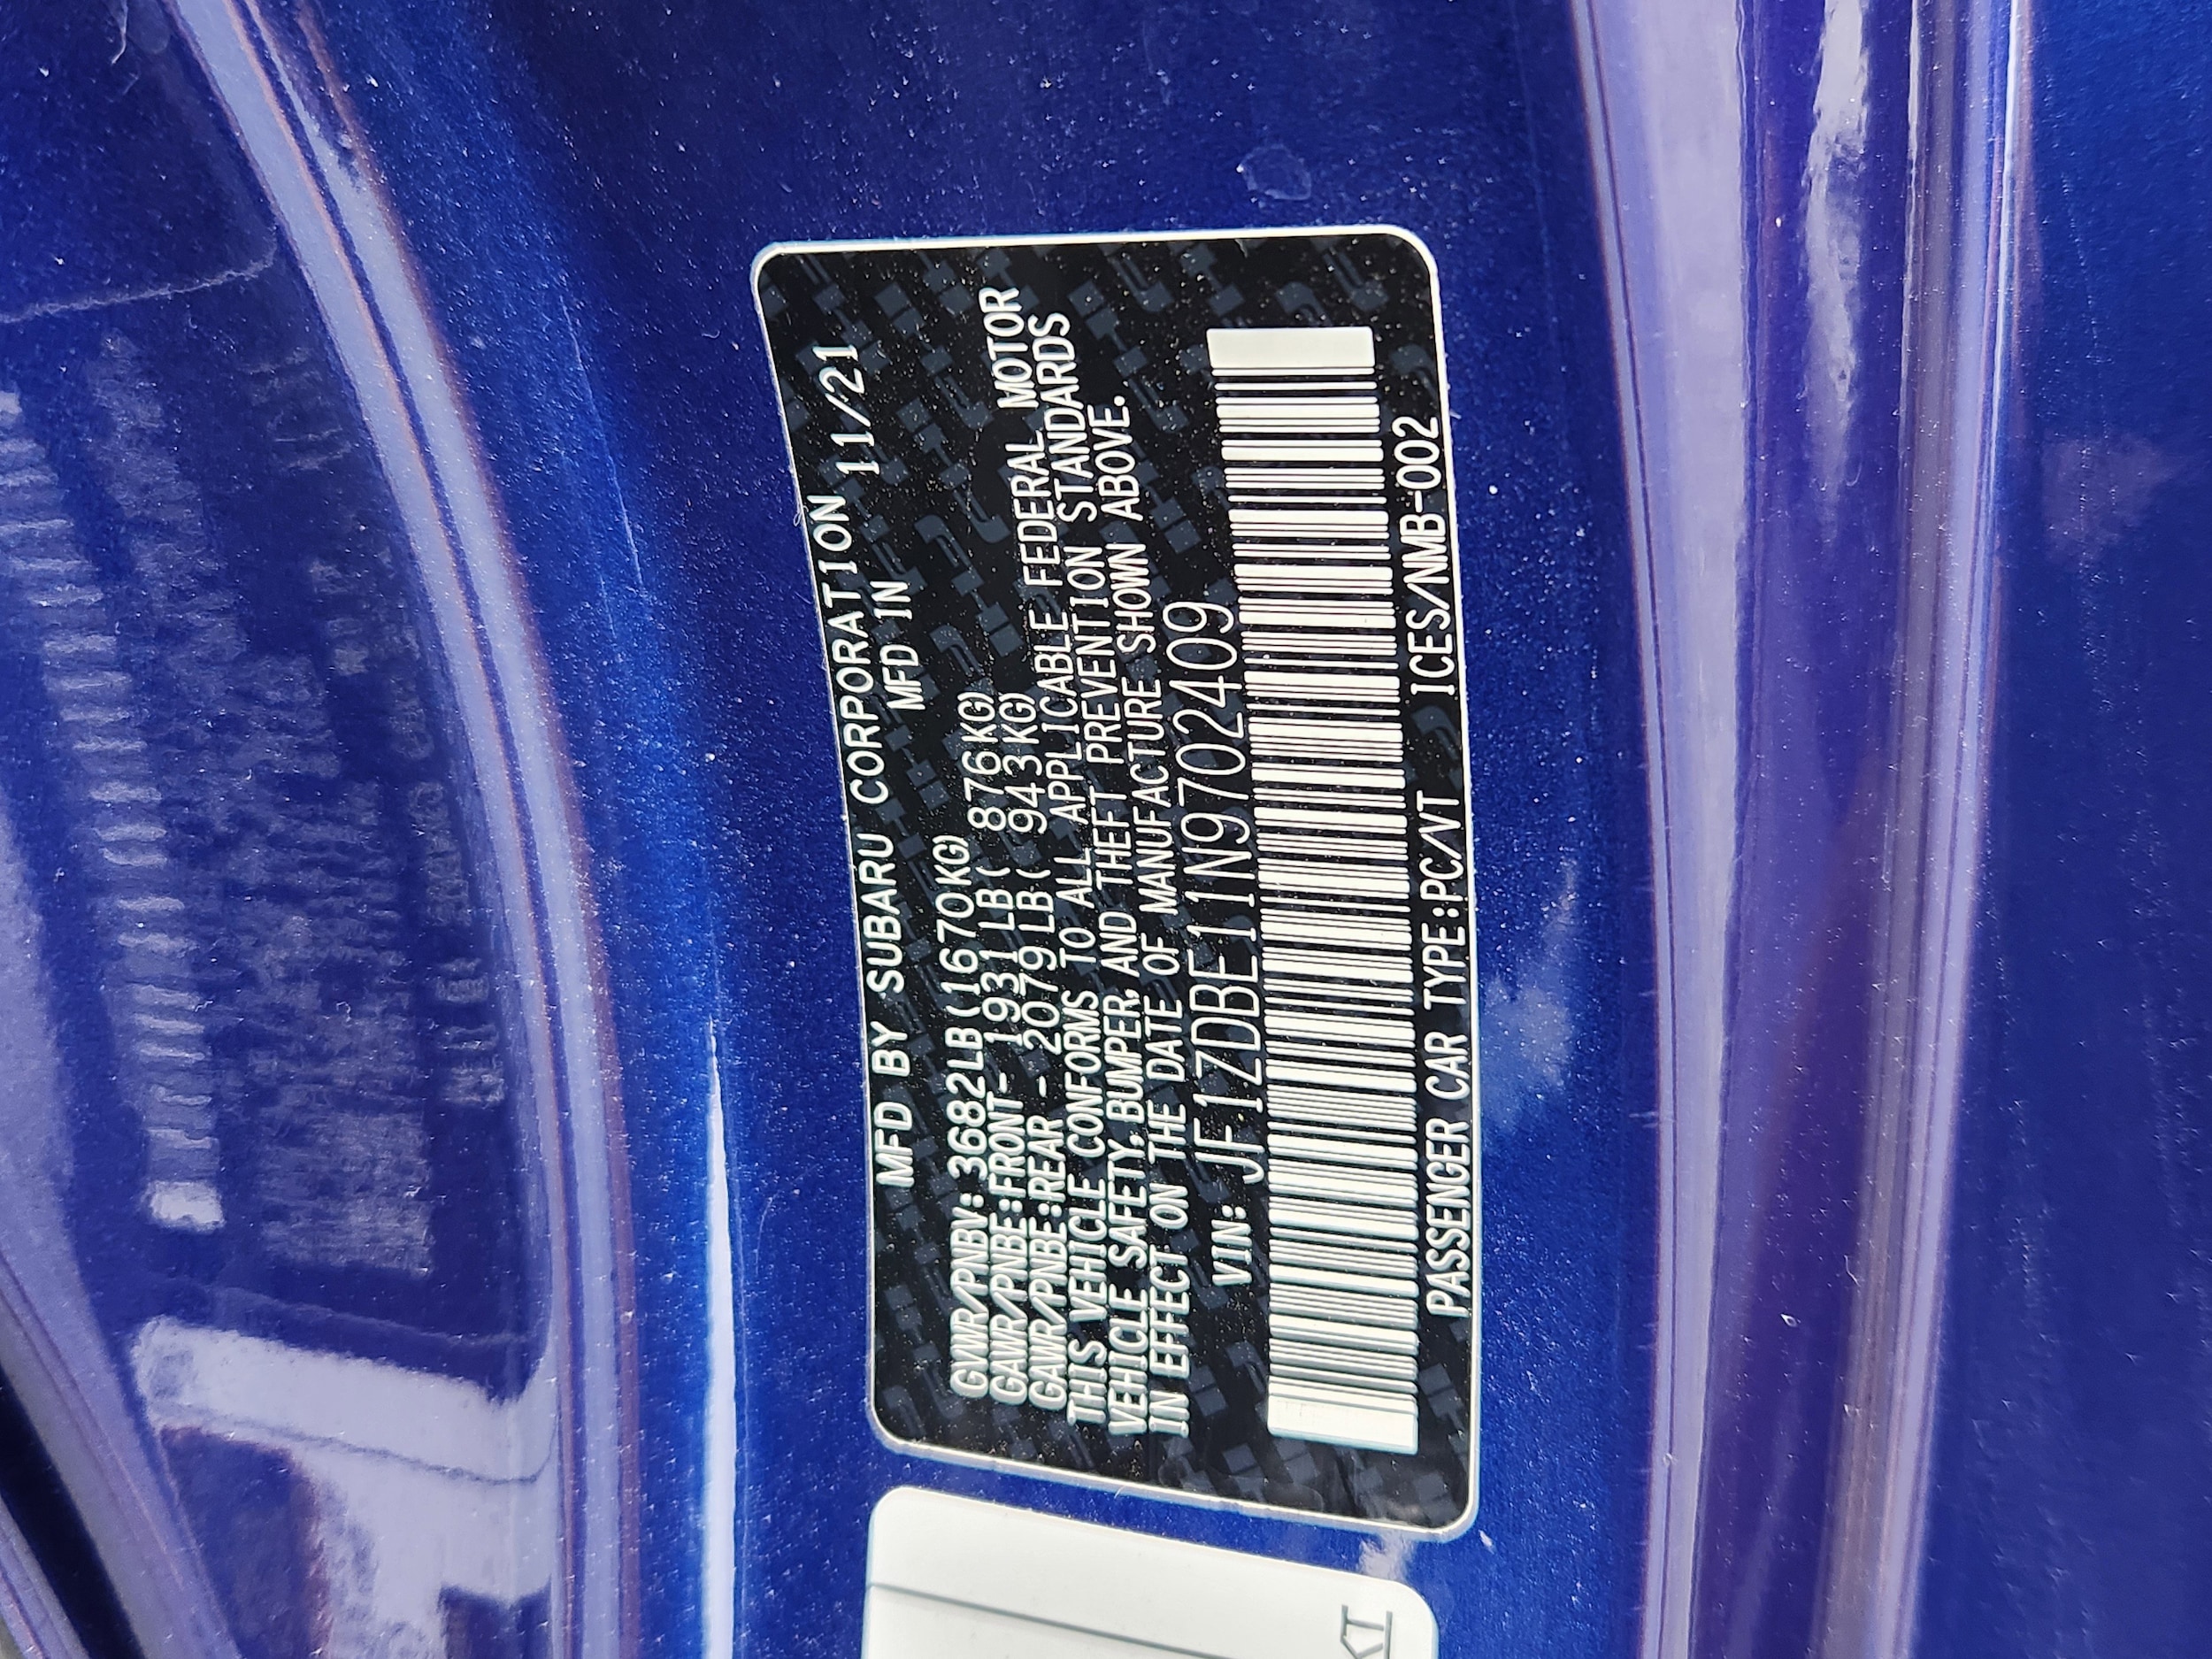 MFD BY SUBARU CORPORATION 11/21
MFD IN
GVWR/PNBV: 3682LB(1670KG)
GAWR/PNBE:FRONT- 1931LB( 876KG)
GAWR/PNBE:REAR - 2079LB( 943KG)
THIS VEHICLE CONFORMS TO ALL APPLICABLE FEDERAL MOTOR
VEHICLE SAFETY, BUMPER, AND THEFT PREVENTION STANDARDS
IN EFFECT ON THE DATE OF MANUFACTURE SHOWN ABOVE.
VIN: JF1ZDBE11N9702409
PASSENGER CAR TYPE:PC/VT ICES/NMB-002